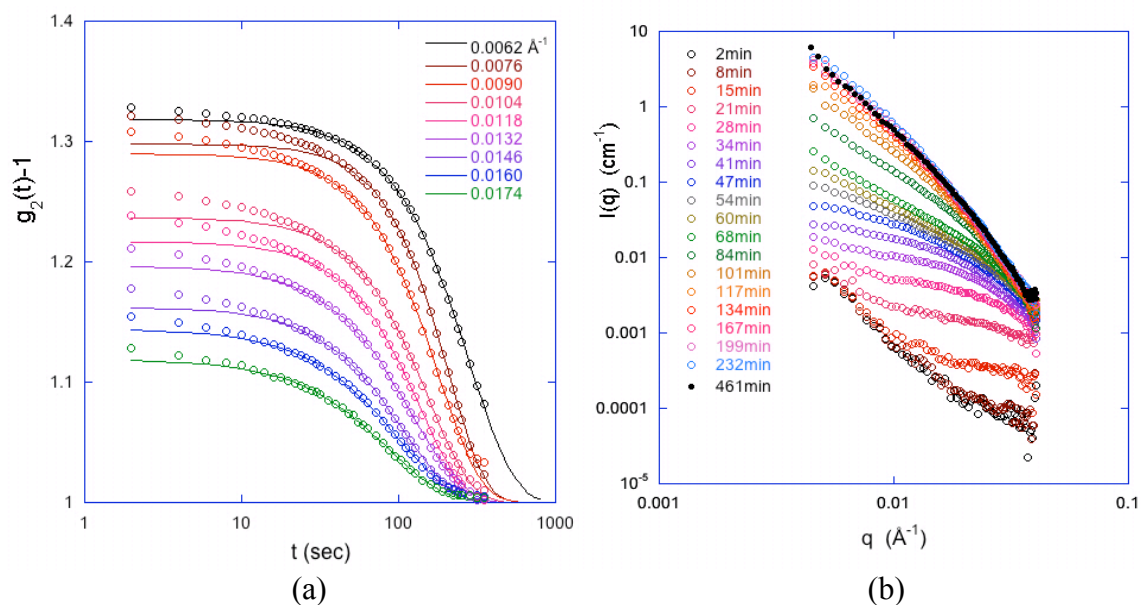 1.4
1.3
1.2
1.1
1
g₂(t)-1
0.0062 Å⁻¹
0.0076
0.0090
0.0104
0.0118
0.0132
0.0146
0.0160
0.0174
1
10
100
1000
t (sec)
(a)
10
1
0.1
0.01
0.001
0.0001
10⁻⁵
I(q) (cm⁻¹)
2min
8min
15min
21min
28min
34min
41min
47min
54min
60min
68min
84min
101min
117min
134min
167min
199min
232min
461min
0.001
0.01
0.1
q (Å⁻¹)
(b)